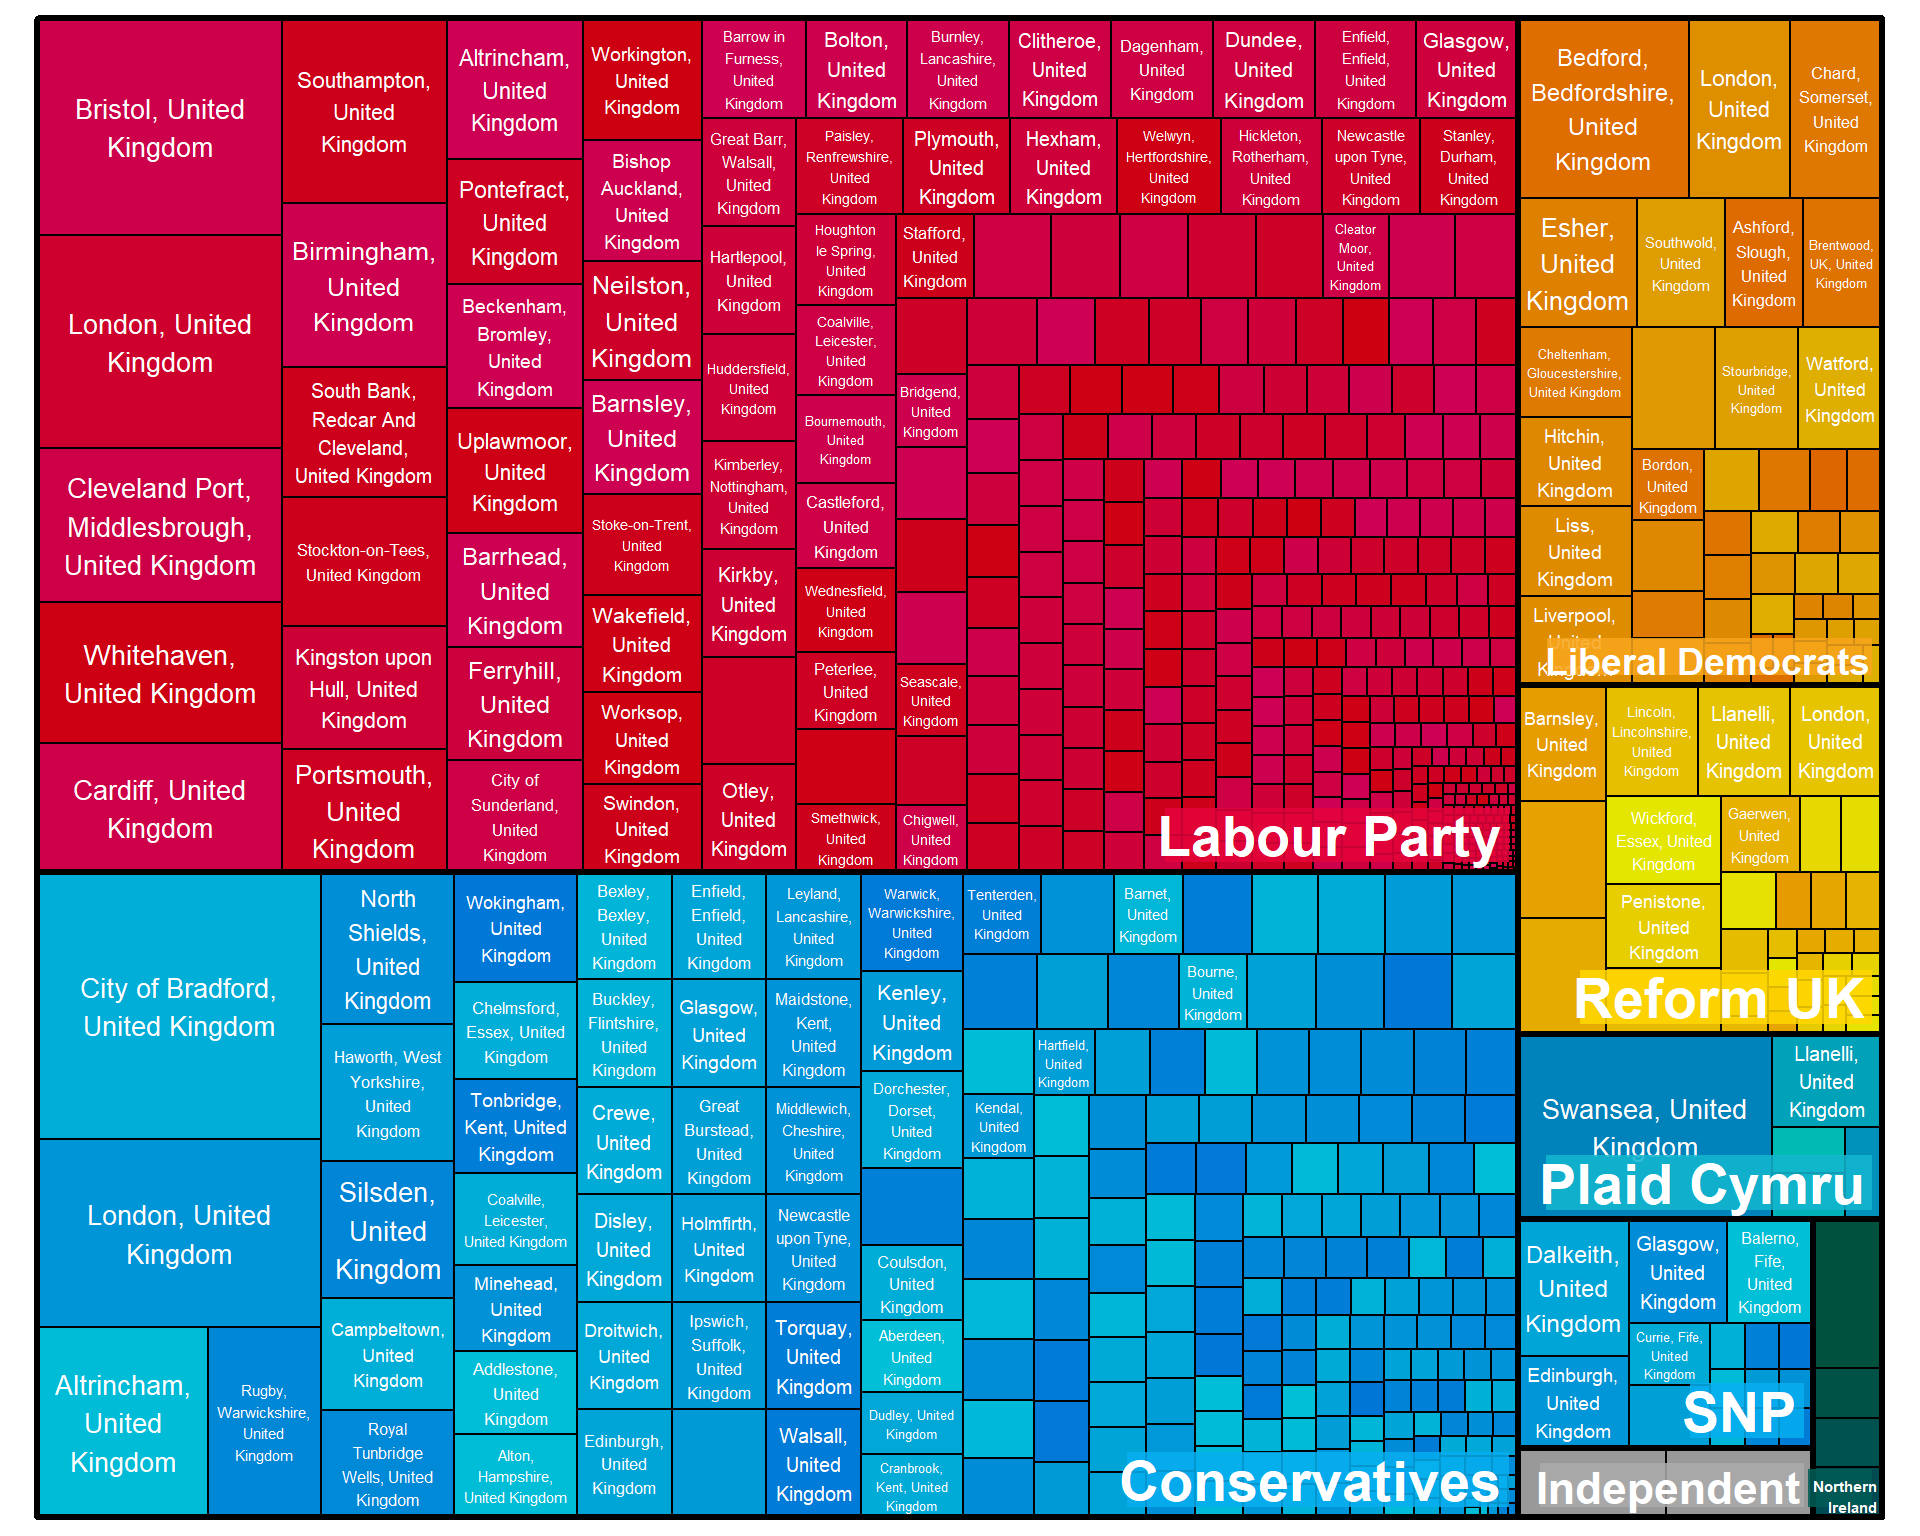 Bristol, United
Kingdom
London, United
Kingdom
Cleveland Port,
Middlesbrough,
United Kingdom
Whitehaven,
United Kingdom
Cardiff, United
Kingdom
Southampton,
United
Kingdom
Birmingham,
United
Kingdom
South Bank,
Redcar And
Cleveland,
United Kingdom
Stockton-on-Tees,
United Kingdom
Kingston upon
Hull, United
Kingdom
Portsmouth,
United
Kingdom
Altrincham,
United
Kingdom
Pontefract,
United
Kingdom
Beckenham,
Bromley,
United
Kingdom
Uplawmoor,
United
Kingdom
Barrhead,
United
Kingdom
Ferryhill,
United
Kingdom
City of
Sunderland,
United
Kingdom
Workington,
United
Kingdom
Bishop
Auckland,
United
Kingdom
Neilston,
United
Kingdom
Barnsley,
United
Kingdom
Stoke-on-Trent,
United
Kingdom
Wakefield,
United
Kingdom
Worksop,
United
Kingdom
Swindon,
United
Kingdom
Barrow in
Furness,
United
Kingdom
Great Barr,
Walsall,
United
Kingdom
Hartlepool,
United
Kingdom
Huddersfield,
United
Kingdom
Kimberley,
Nottingham,
United
Kingdom
Kirkby,
United
Kingdom
Otley,
United
Kingdom
Bolton,
United
Kingdom
Burnley,
Lancashire,
United
Kingdom
Clitheroe,
United
Kingdom
Dagenham,
United
Kingdom
Dundee,
United
Kingdom
Enfield,
Enfield,
United
Kingdom
Glasgow,
United
Kingdom
Paisley,
Renfrewshire,
United
Kingdom
Plymouth,
United
Kingdom
Hexham,
United
Kingdom
Welwyn,
Hertfordshire,
United
Kingdom
Hickleton,
Rotherham,
United
Kingdom
Newcastle
upon Tyne,
United
Kingdom
Stanley,
Durham,
United
Kingdom
Houghton
le Spring,
United
Kingdom
Coalville,
Leicester,
United
Kingdom
Bournemouth,
United
Kingdom
Castleford,
United
Kingdom
Wednesfield,
United
Kingdom
Peterlee,
United
Kingdom
Smethwick,
United
Kingdom
Stafford,
United
Kingdom
Cleator
Moor,
United
Kingdom
Bridgend,
United
Kingdom
Seascale,
United
Kingdom
Chigwell,
United
Kingdom
Labour Party
City of Bradford,
United Kingdom
London, United
Kingdom
Altrincham,
United
Kingdom
Rugby,
Warwickshire,
United
Kingdom
North
Shields,
United
Kingdom
Haworth, West
Yorkshire,
United
Kingdom
Silsden,
United
Kingdom
Campbeltown,
United
Kingdom
Royal
Tunbridge
Wells, United
Kingdom
Wokingham,
United
Kingdom
Chelmsford,
Essex, United
Kingdom
Tonbridge,
Kent, United
Kingdom
Coalville,
Leicester,
United Kingdom
Minehead,
United
Kingdom
Addlestone,
United
Kingdom
Alton,
Hampshire,
United Kingdom
Bexley,
Bexley,
United
Kingdom
Buckley,
Flintshire,
United
Kingdom
Crewe,
United
Kingdom
Disley,
United
Kingdom
Droitwich,
United
Kingdom
Edinburgh,
United
Kingdom
Enfield,
Enfield,
United
Kingdom
Glasgow,
United
Kingdom
Great
Burstead,
United
Kingdom
Holmfirth,
United
Kingdom
Ipswich,
Suffolk,
United
Kingdom
Leyland,
Lancashire,
United
Kingdom
Maidstone,
Kent,
United
Kingdom
Middlewich,
Cheshire,
United
Kingdom
Newcastle
upon Tyne,
United
Kingdom
Torquay,
United
Kingdom
Walsall,
United
Kingdom
Warwick,
Warwickshire,
United
Kingdom
Kenley,
United
Kingdom
Dorchester,
Dorset,
United
Kingdom
Coulsdon,
United
Kingdom
Aberdeen,
United
Kingdom
Dudley, United
Kingdom
Cranbrook,
Kent, United
Kingdom
Tenterden,
United
Kingdom
Barnet,
United
Kingdom
Bourne,
United
Kingdom
Hartfield,
United
Kingdom
Kendal,
United
Kingdom
Conservatives
Bedford,
Bedfordshire,
United
Kingdom
London,
United
Kingdom
Chard,
Somerset,
United
Kingdom
Esher,
United
Kingdom
Southwold,
United
Kingdom
Ashford,
Slough,
United
Kingdom
Brentwood,
UK, United
Kingdom
Cheltenham,
Gloucestershire,
United Kingdom
Stourbridge,
United
Kingdom
Watford,
United
Kingdom
Hitchin,
United
Kingdom
Bordon,
United
Kingdom
Liss,
United
Kingdom
Liverpool,
United
Kingdom
Liberal Democrats
Barnsley,
United
Kingdom
Lincoln,
Lincolnshire,
United
Kingdom
Llanelli,
United
Kingdom
London,
United
Kingdom
Wickford,
Essex, United
Kingdom
Gaerwen,
United
Kingdom
Penistone,
United
Kingdom
Reform UK
Swansea, United
Kingdom
Llanelli,
United
Kingdom
Plaid Cymru
Dalkeith,
United
Kingdom
Glasgow,
United
Kingdom
Balerno,
Fife,
United
Kingdom
Edinburgh,
United
Kingdom
Currie, Fife,
United
Kingdom
SNP
Independent
Northern
Ireland